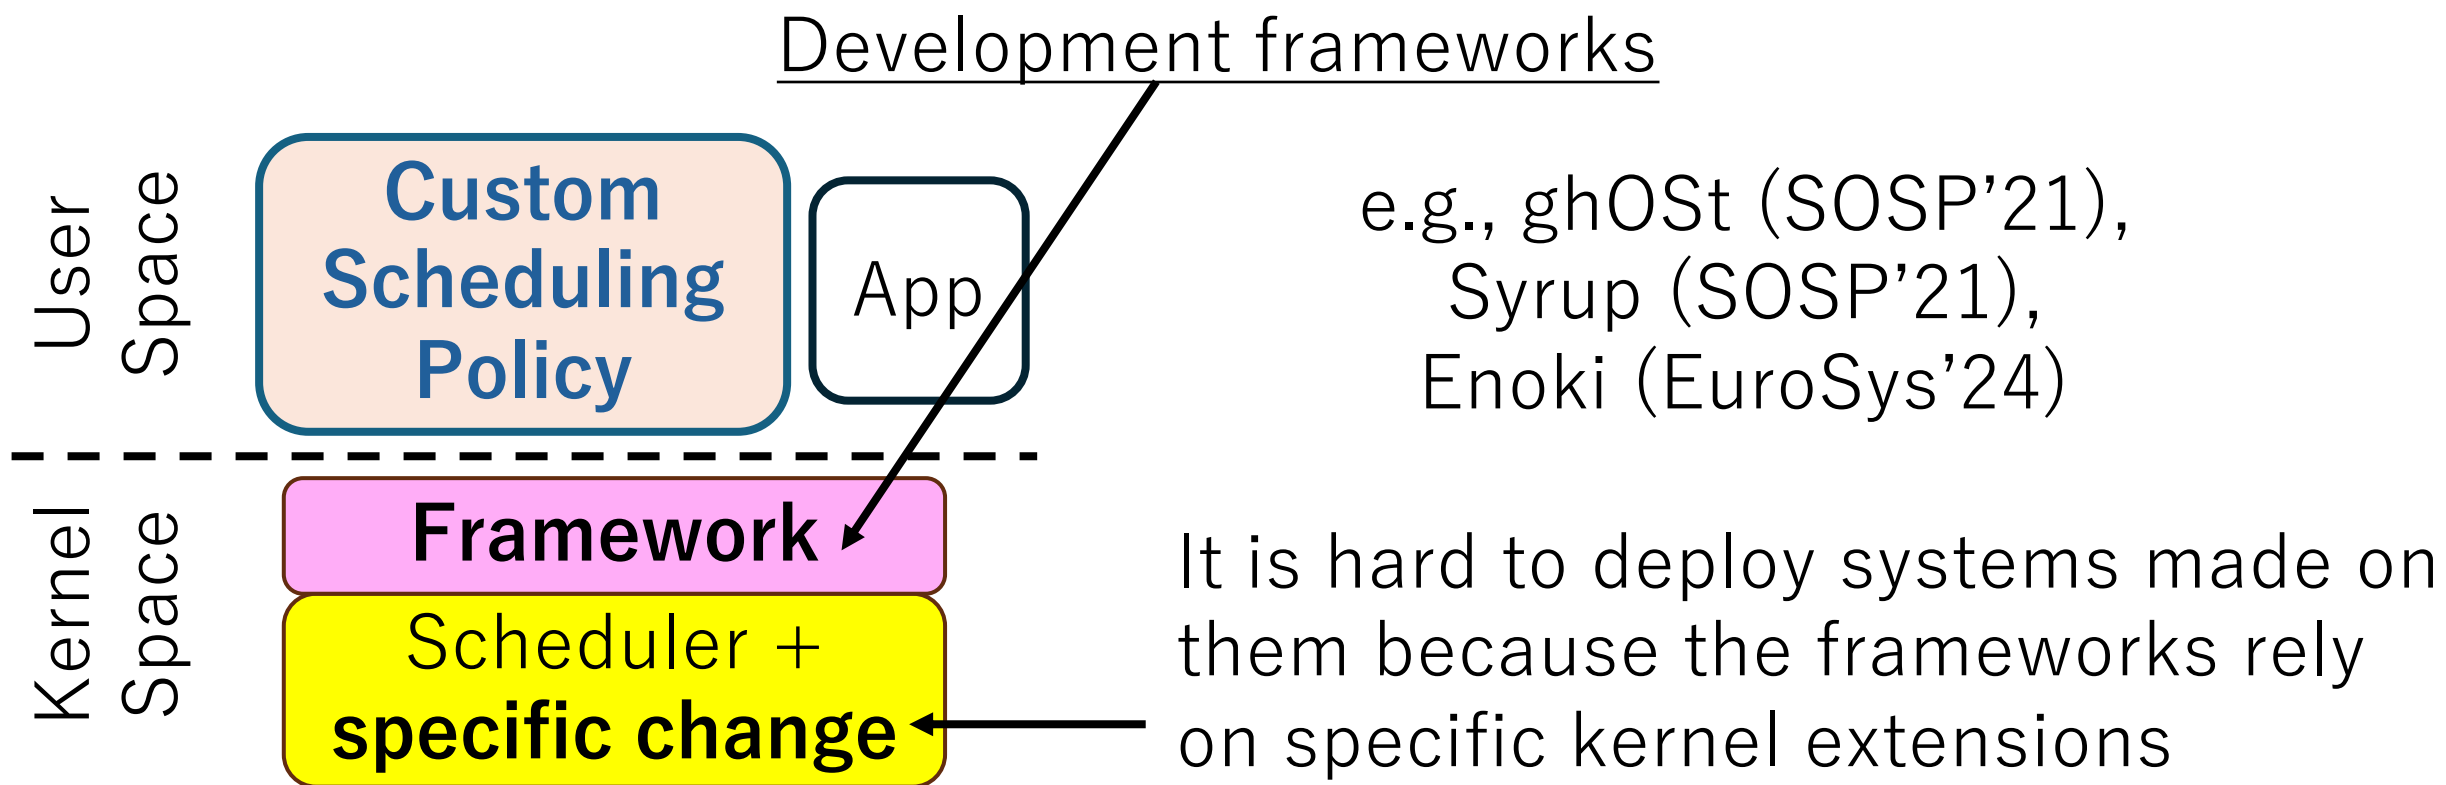 Development frameworks
User
Space
Custom
Scheduling
Policy
App
e.g., ghOSt (SOSP’21),
Syrup (SOSP’21),
Enoki (EuroSys’24)
Kernel
Space
Framework
Scheduler +
specific change
It is hard to deploy systems made on
them because the frameworks rely
on specific kernel extensions